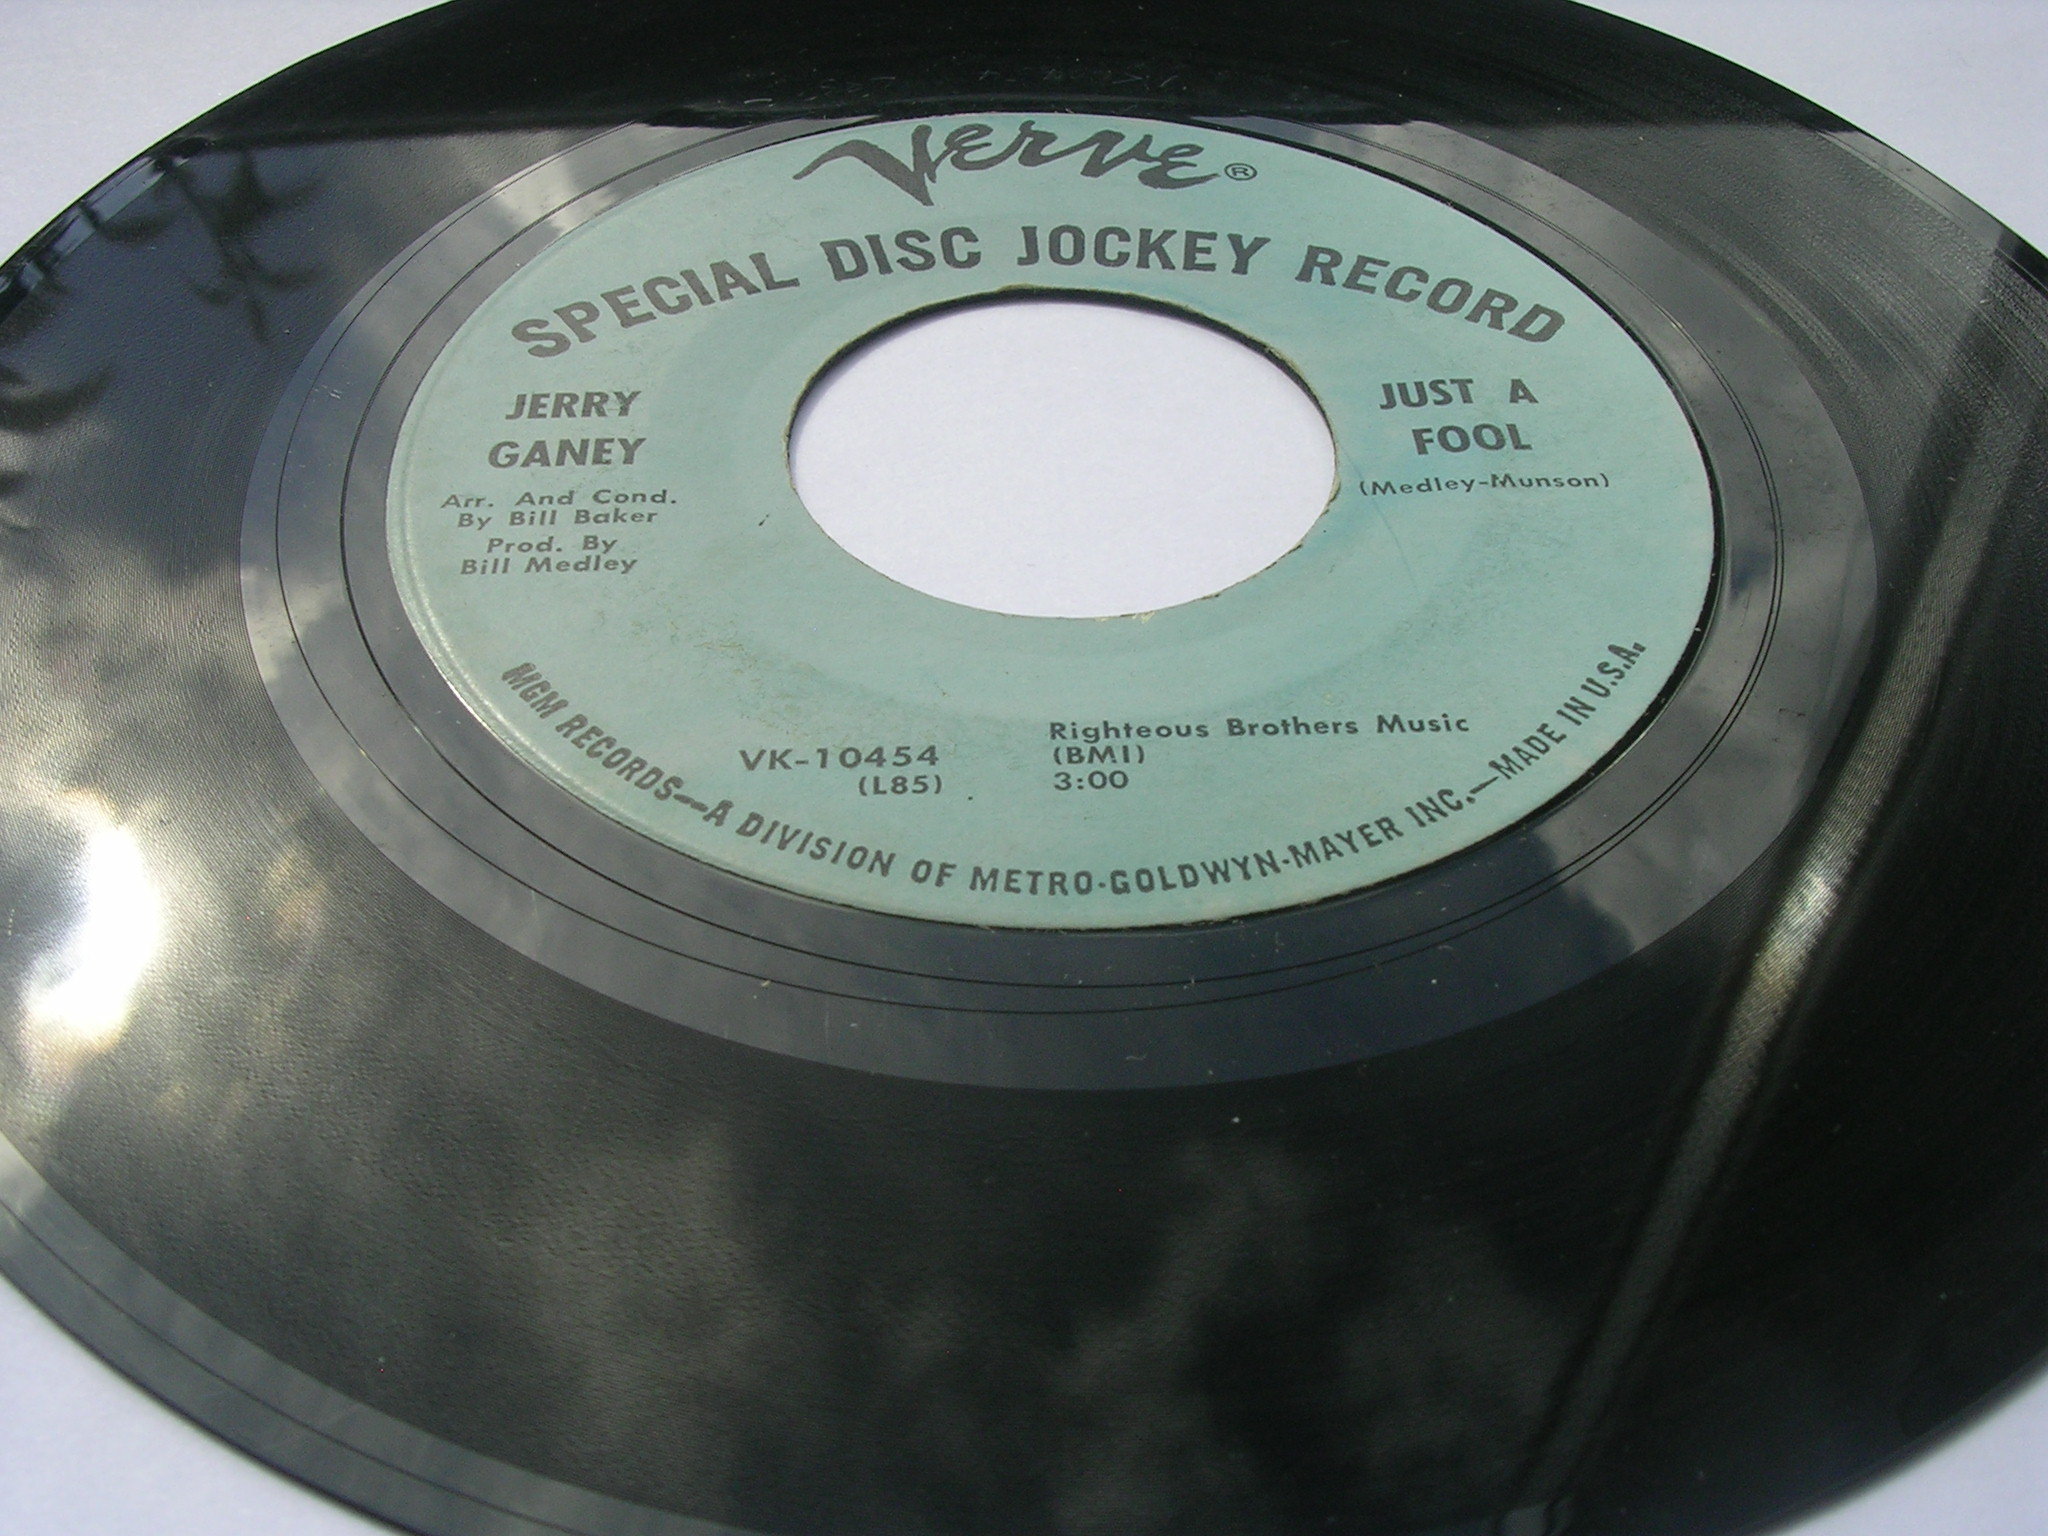 Verve®
SPECIAL DISC JOCKEY RECORD
JERRY
GANEY
Arr. And Cond.
By Bill Baker
Prod. By
Bill Medley
JUST A
FOOL
(Medley-Munson)
VK-10454
(L85)
Righteous Brothers Music
(BMI)
3:00
MGM RECORDS—A DIVISION OF METRO-GOLDWYN-MAYER INC.—MADE IN U.S.A.